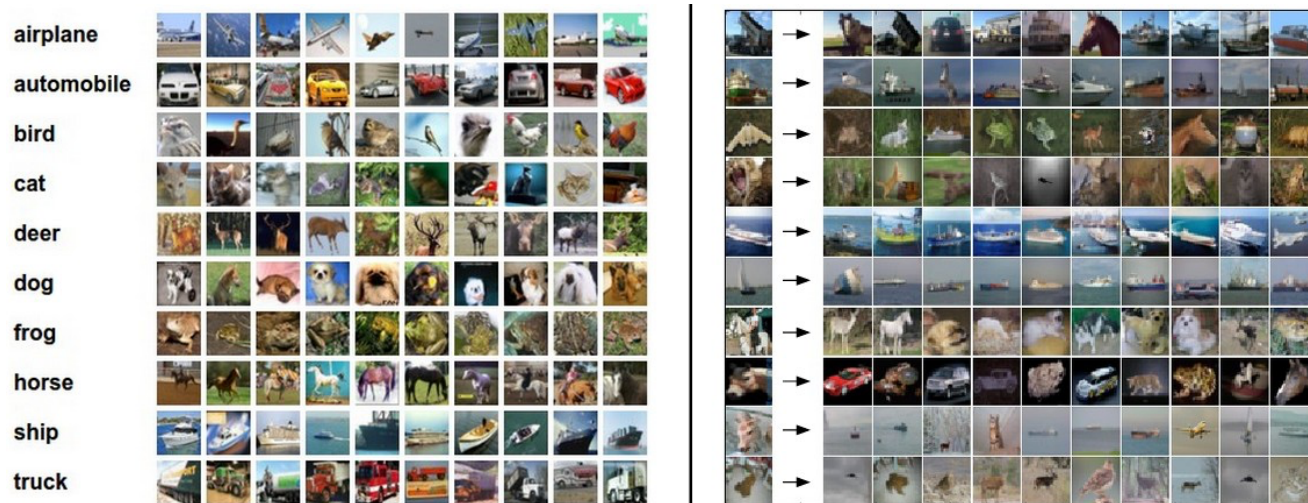 airplane
automobile
bird
cat
deer
dog
frog
horse
ship
truck